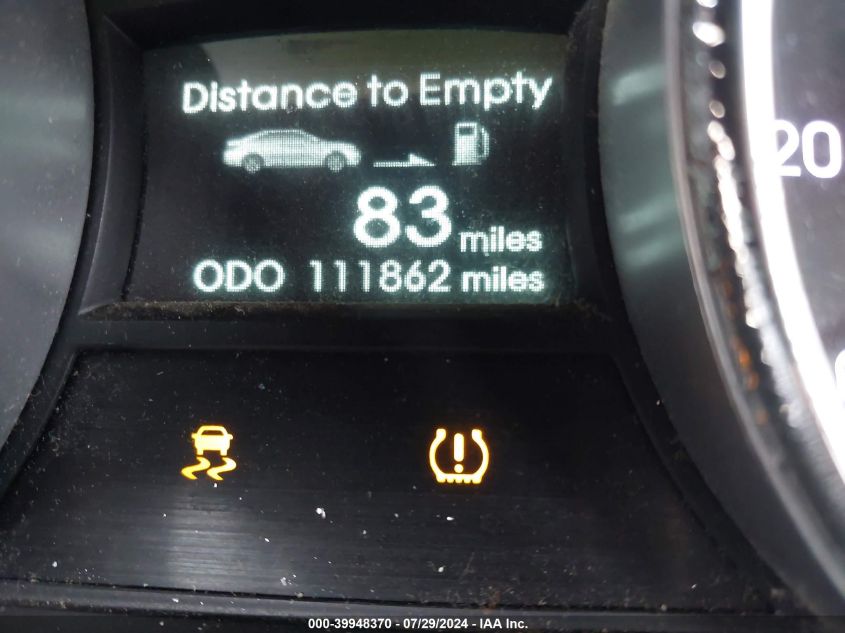 Distance to Empty
83 miles
ODO 111862 miles
20
000-39948370 - 07/29/2024 - IAA Inc.